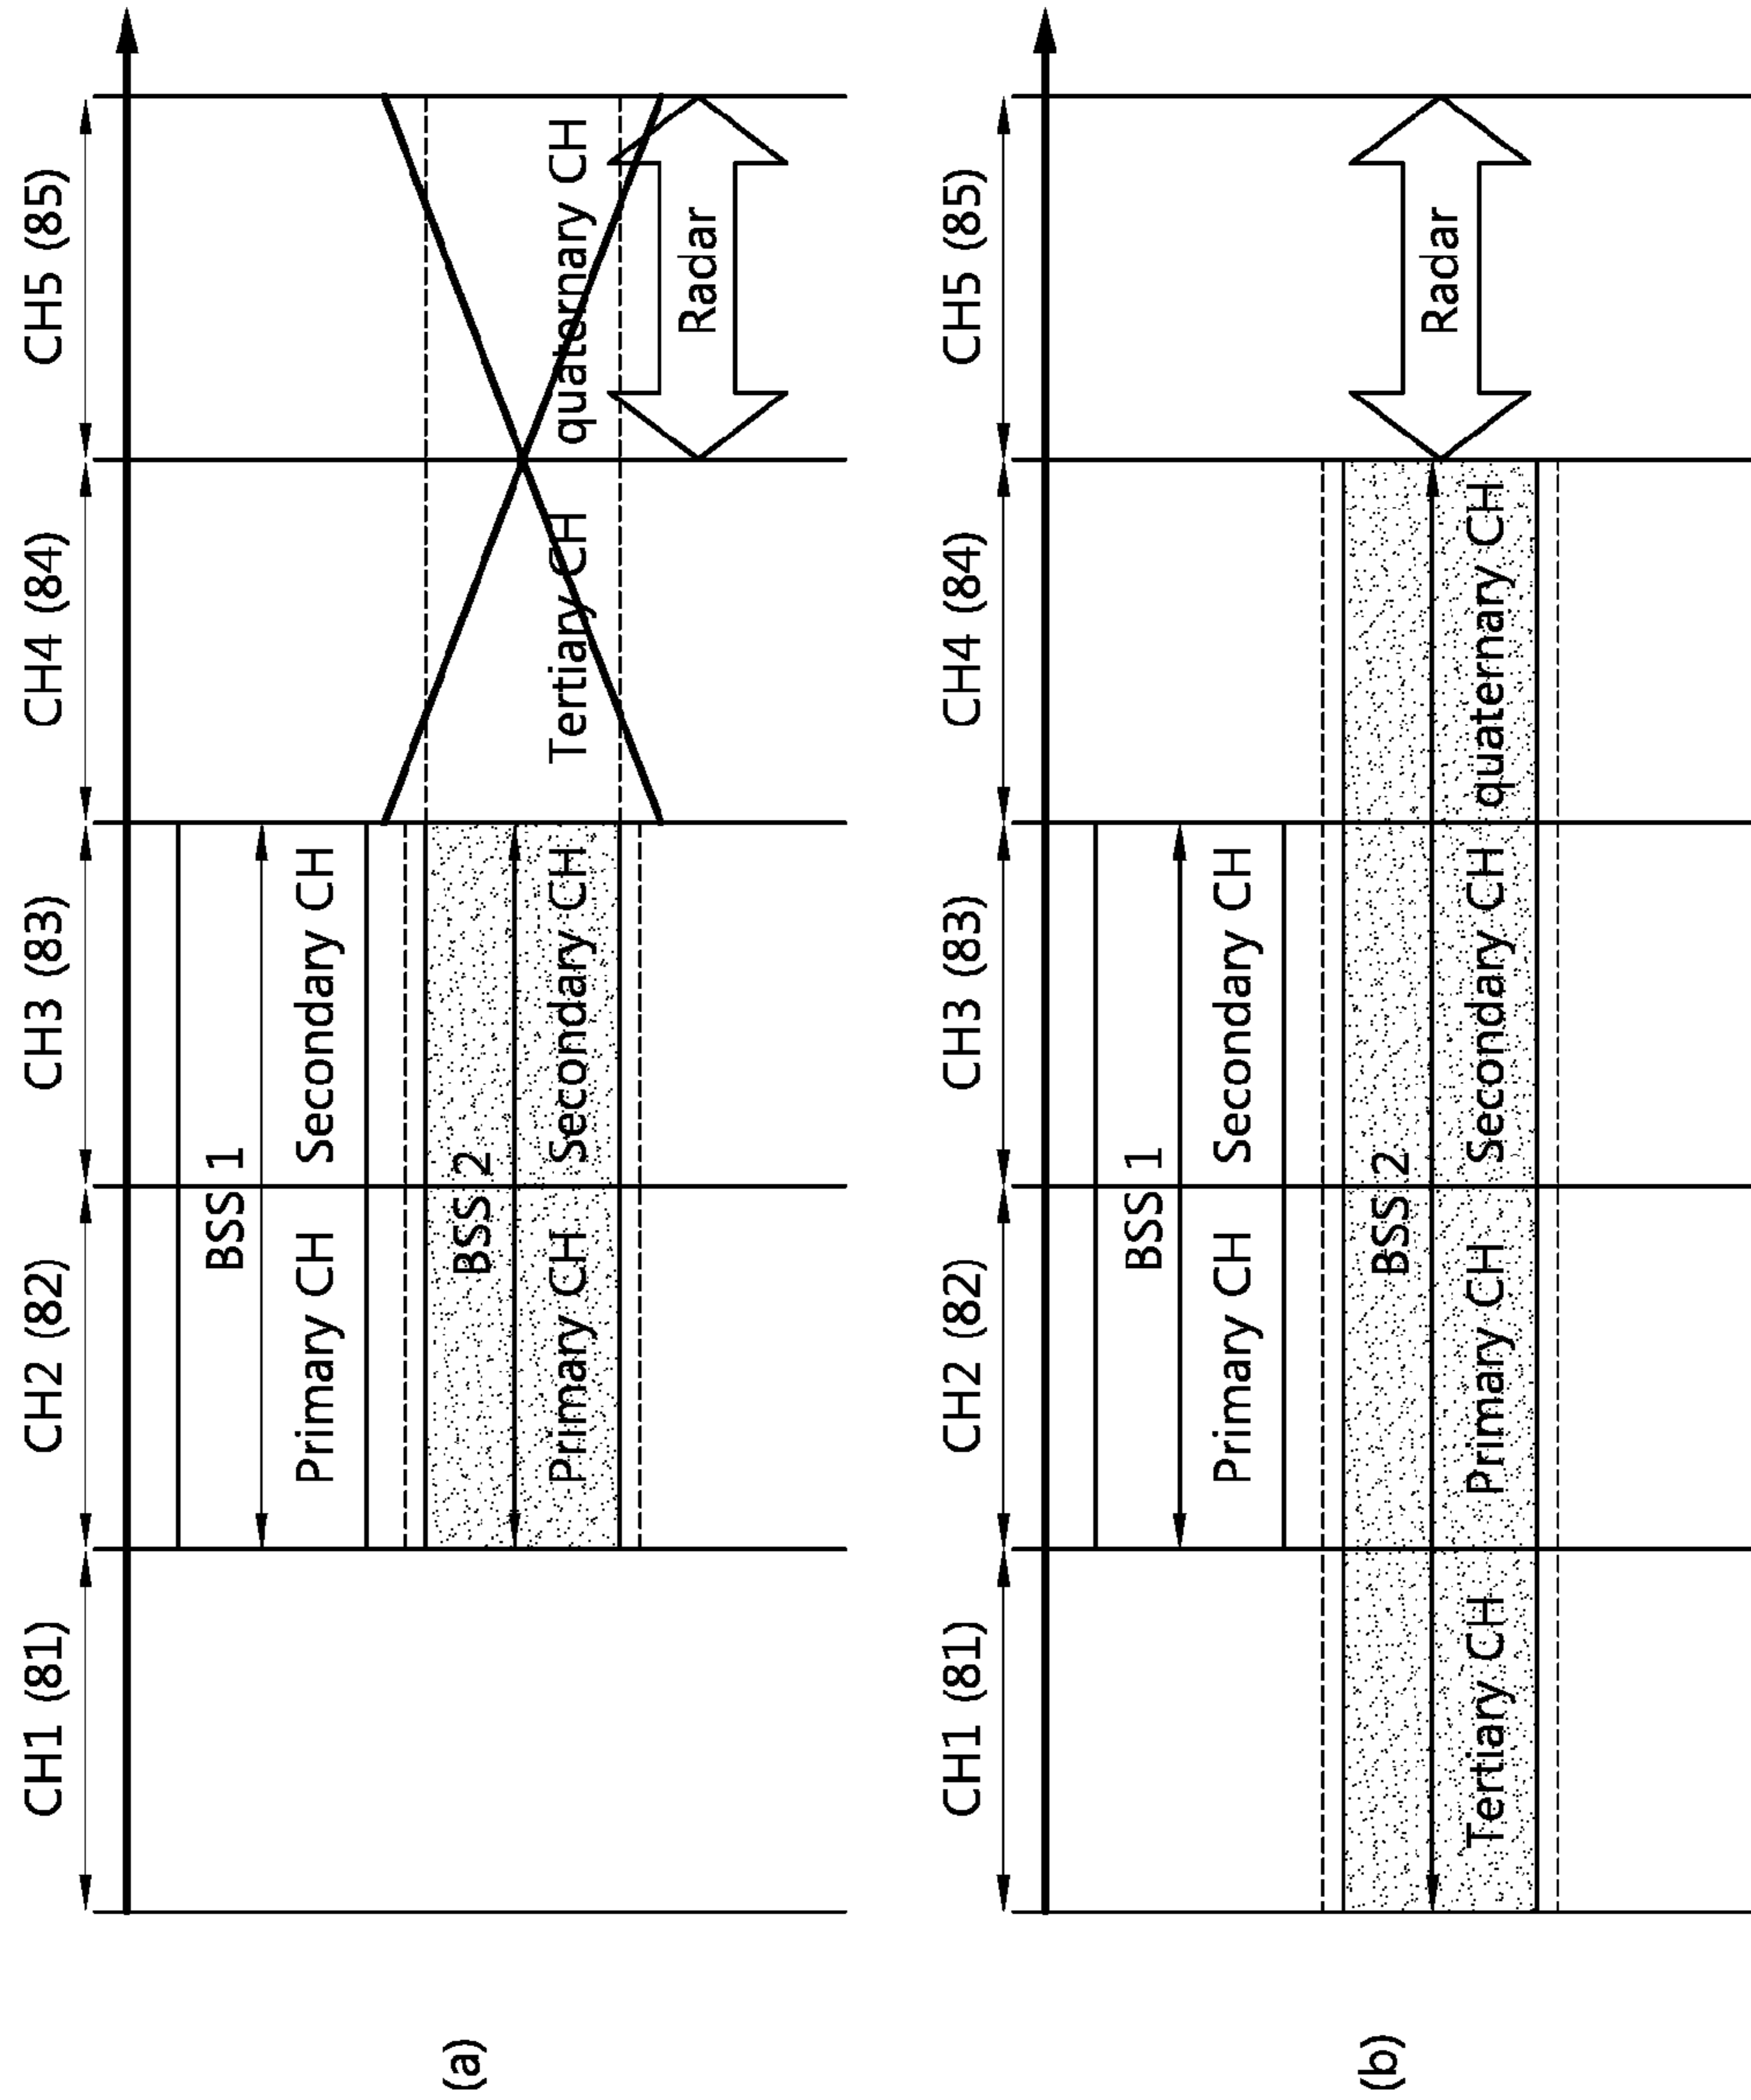 CH1 (81) CH2 (82) CH3 (83) CH4 (84) CH5 (85)
BSS 1
Primary CH Secondary CH
BSS 2
Primary CH Secondary CH Tertiary CH quaternary CH
Radar
(a)
CH1 (81) CH2 (82) CH3 (83) CH4 (84) CH5 (85)
BSS 1
Primary CH Secondary CH
BSS 2
Radar
Tertiary CH Primary CH Secondary CH quaternary CH
(b)